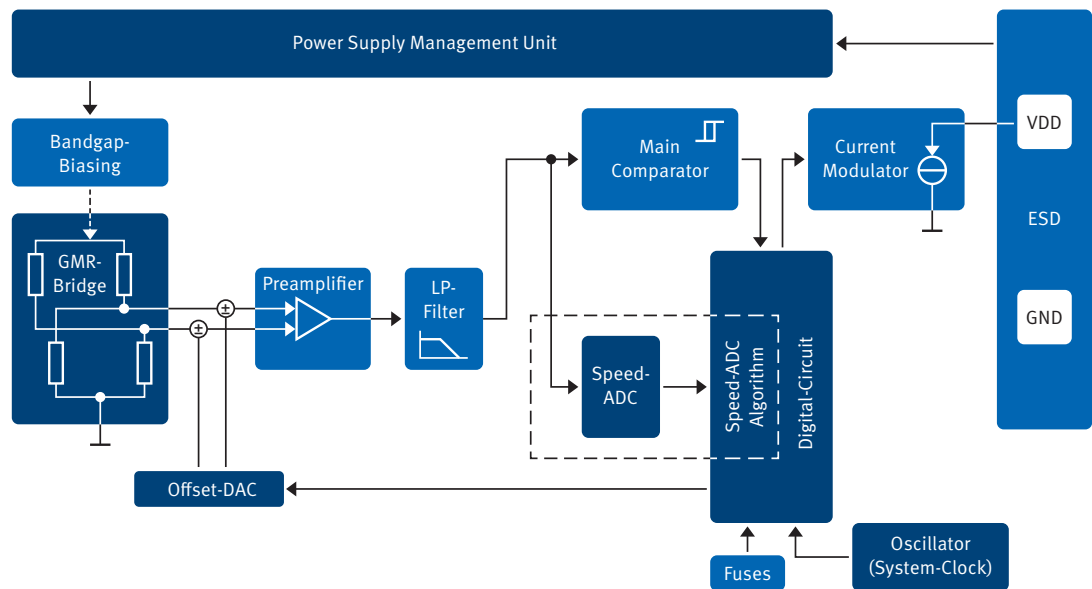 Power Supply Management Unit
Bandgap-
Biasing
Main
Comparator
Current
Modulator
VDD
ESD
GND
GMR-
Bridge
Preamplifier
LP-
Filter
±
±
Speed-
ADC
Speed-ADC
Algorithm
Digital-Circuit
Offset-DAC
Fuses
Oscillator
(System-Clock)